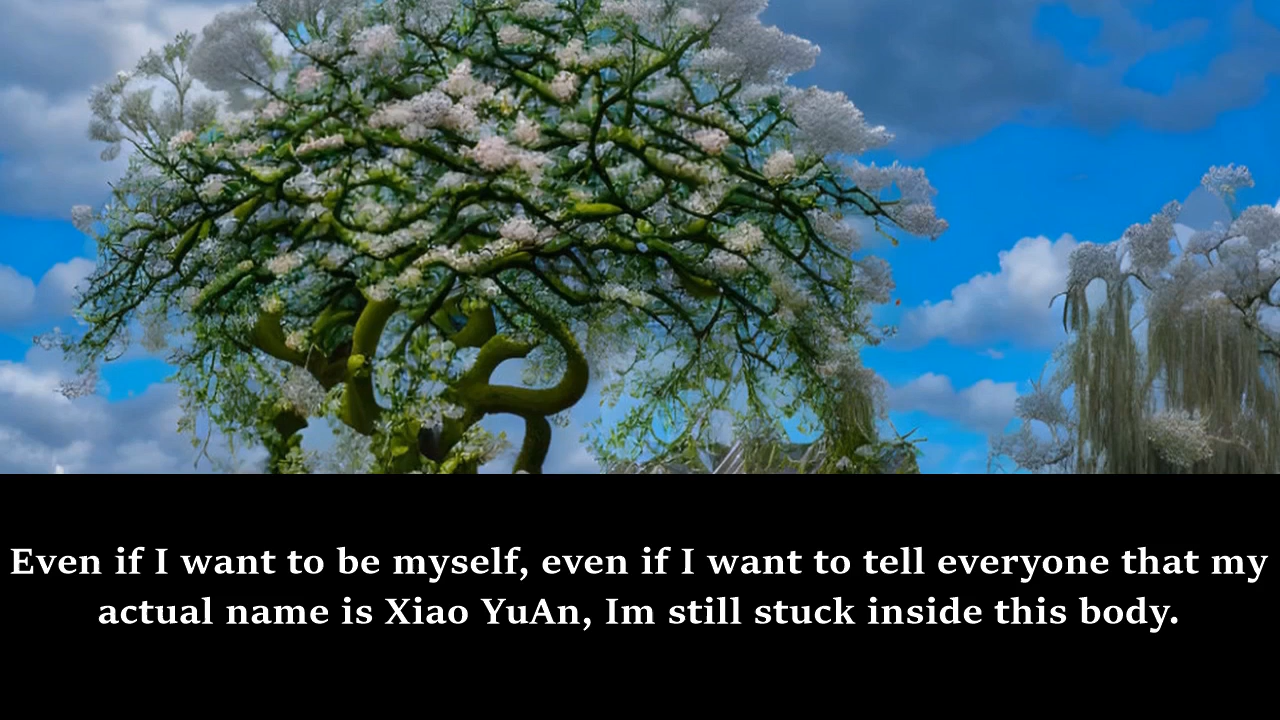 Even if I want to be myself, even if I want to tell everyone that my
actual name is Xiao YuAn, Im still stuck inside this body.